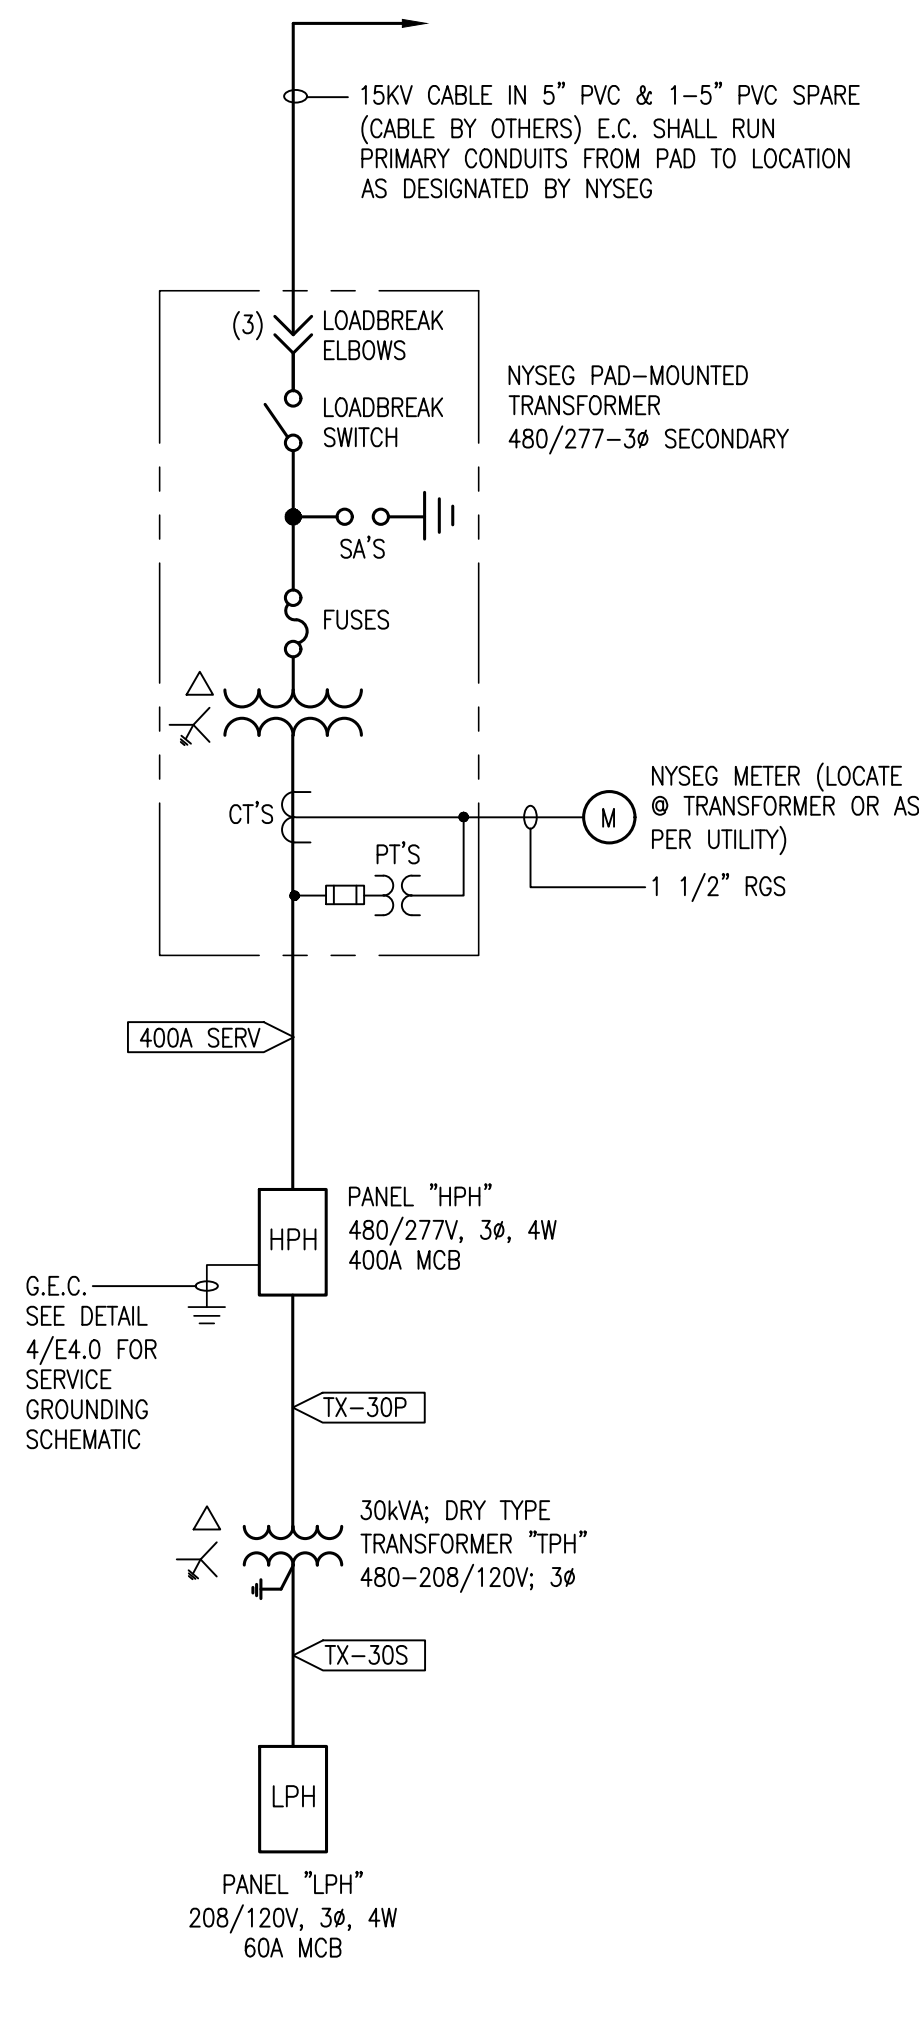 15KV CABLE IN 5" PVC & 1-5" PVC SPARE
(CABLE BY OTHERS) E.C. SHALL RUN
PRIMARY CONDUITS FROM PAD TO LOCATION
AS DESIGNATED BY NYSEG
(3)
LOADBREAK
ELBOWS
LOADBREAK
SWITCH
NYSEG PAD-MOUNTED
TRANSFORMER
480/277-3ø SECONDARY
SA'S
FUSES
CT'S
PT'S
M
NYSEG METER (LOCATE
@ TRANSFORMER OR AS
PER UTILITY)
1 1/2" RGS
400A SERV
HPH
PANEL "HPH"
480/277V, 3ø, 4W
400A MCB
G.E.C.
SEE DETAIL
4/E4.0 FOR
SERVICE
GROUNDING
SCHEMATIC
TX-30P
30kVA; DRY TYPE
TRANSFORMER "TPH"
480-208/120V; 3ø
TX-30S
LPH
PANEL "LPH"
208/120V, 3ø, 4W
60A MCB